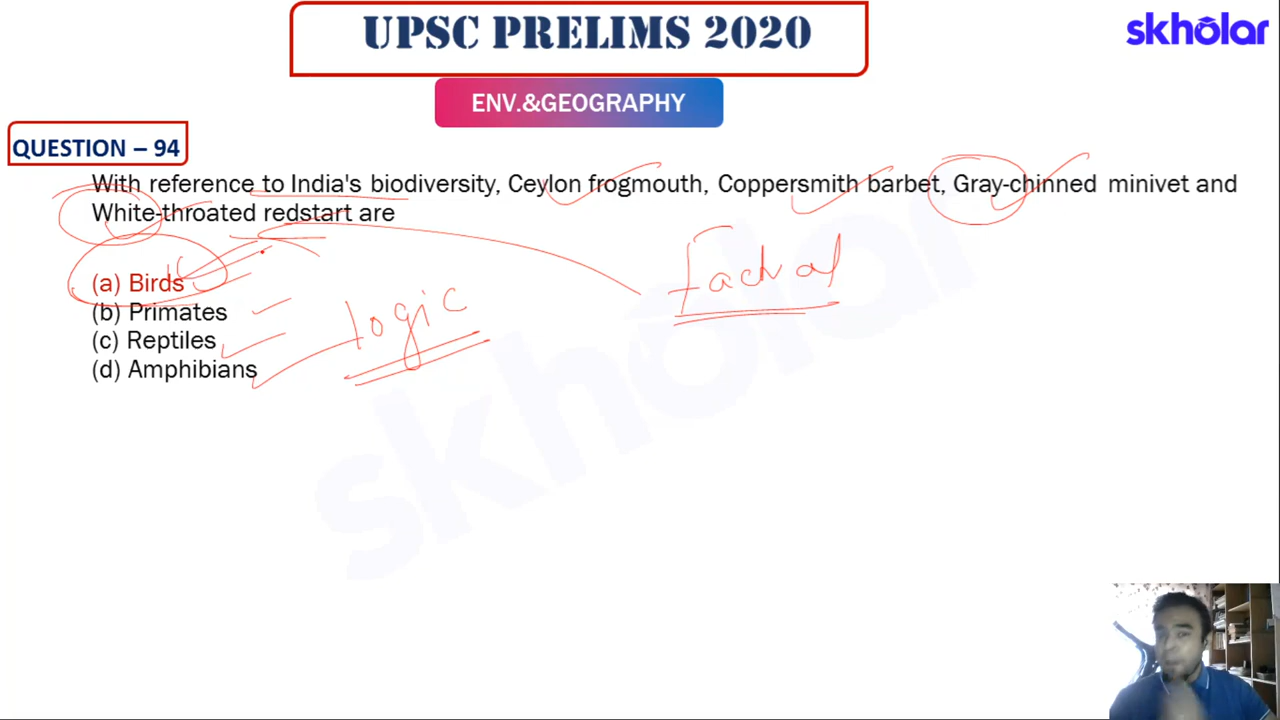 UPSC PRELIMS 2020
skholar
ENV.&GEOGRAPHY
QUESTION – 94
With reference to India's biodiversity, Ceylon frogmouth, Coppersmith barbet, Gray-chinned minivet and
White-throated redstart are
(a) Birds
(b) Primates
(c) Reptiles
(d) Amphibians
logic
Factual
skholar